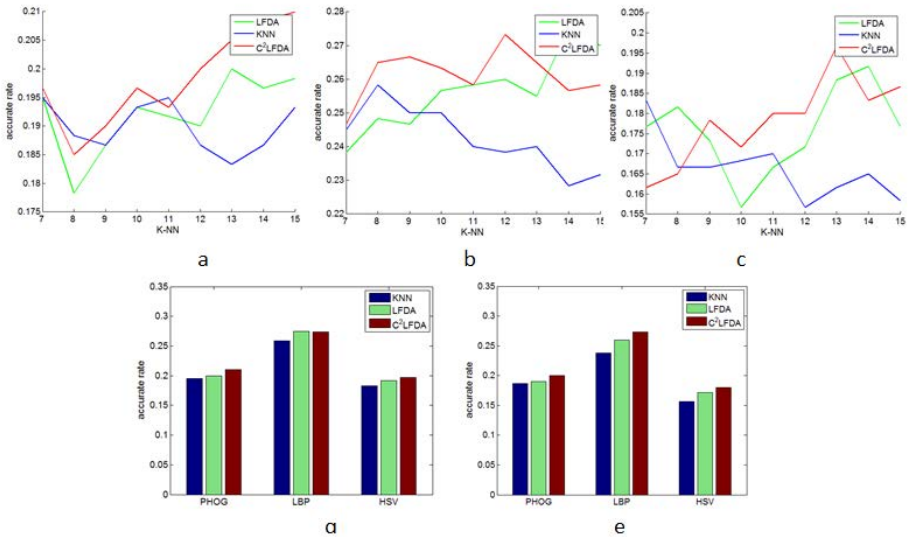 LFDA
KNN
C²LFDA
0.21
0.205
0.2
0.195
0.19
0.185
0.18
0.175
accurate rate
7 8 9 10 11 12 13 14 15
K-NN
a
LFDA
KNN
C²LFDA
0.28
0.27
0.26
0.25
0.24
0.23
0.22
accurate rate
7 8 9 10 11 12 13 14 15
K-NN
b
LFDA
KNN
C²LFDA
0.205
0.2
0.195
0.19
0.185
0.18
0.175
0.17
0.165
0.16
0.155
accurate rate
7 8 9 10 11 12 13 14 15
K-NN
c
KNN
LFDA
C²LFDA
0.35
0.3
0.25
0.2
0.15
0.1
0.05
0
accurate rate
PHOG LBP HSV
KNN
LFDA
C²LFDA
0.35
0.3
0.25
0.2
0.15
0.1
0.05
0
accurate rate
PHOG LBP HSV
e